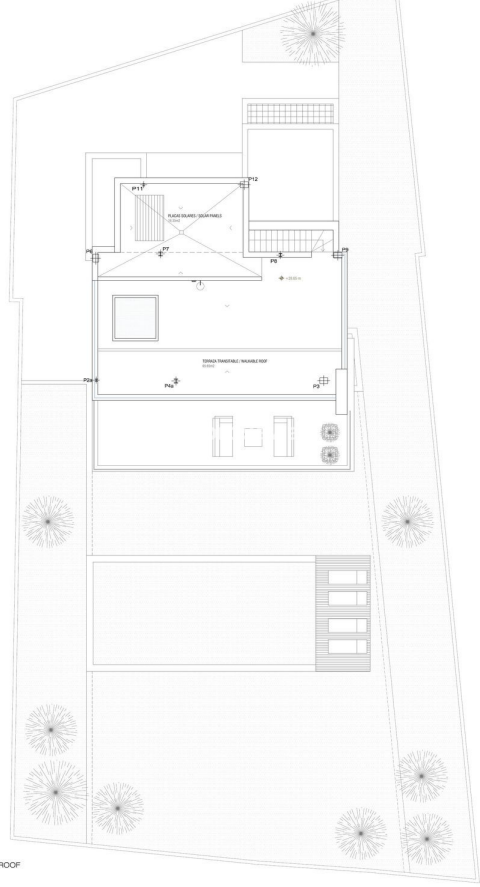 P11
P12
PLACAS SOLARES / SOLAR PANELS
P6
P7
P8
P9
TERRAZA TRANSITABLE / WALKABLE ROOF
P2a
P4a
P3
ROOF